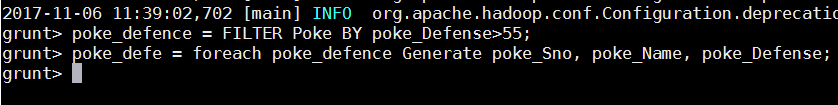 2017-11-06 11:39:02,702 [main] INFO  org.apache.hadoop.conf.Configuration.deprecatio
grunt> poke_defence = FILTER Poke BY poke_Defense>55;
grunt> poke_defe = foreach poke_defence Generate poke_Sno, poke_Name, poke_Defense;
grunt>